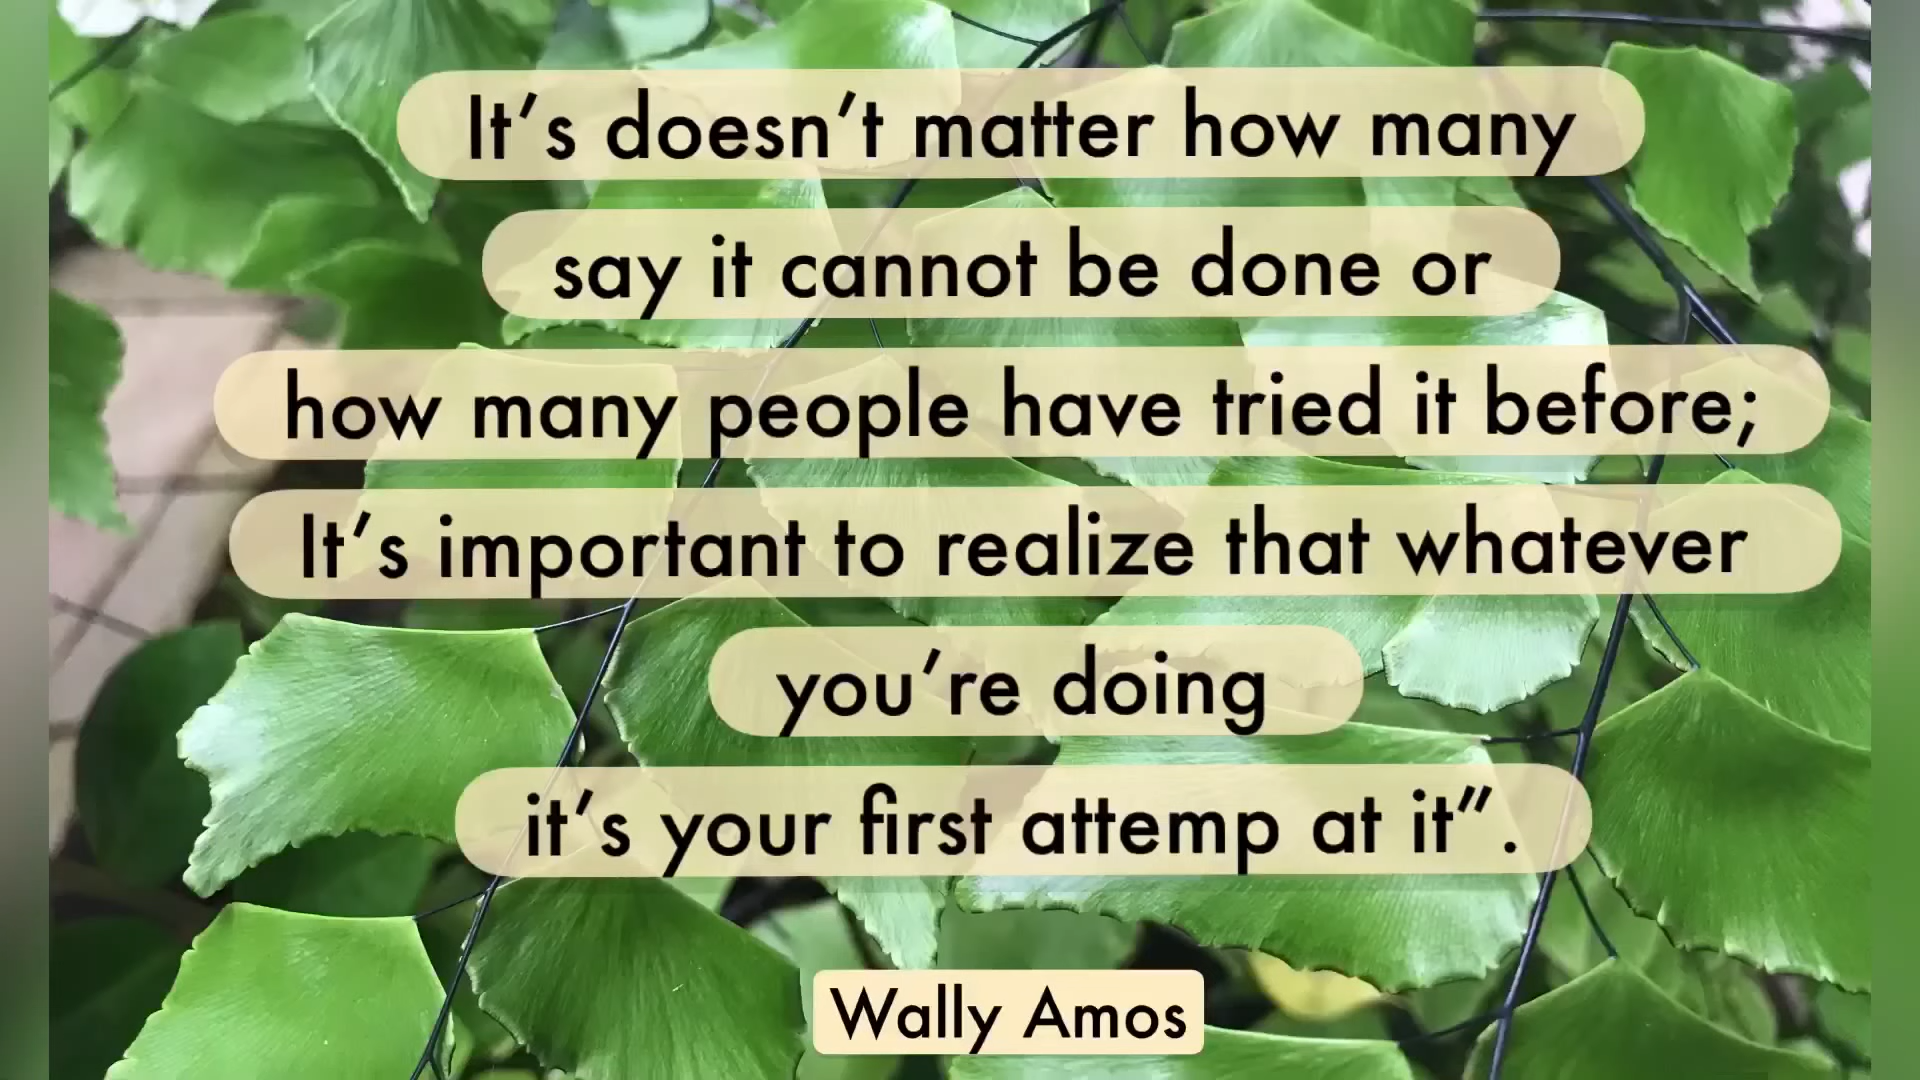 It’s doesn’t matter how many
say it cannot be done or
how many people have tried it before;
It’s important to realize that whatever
you’re doing
it’s your first attemp at it”.
Wally Amos